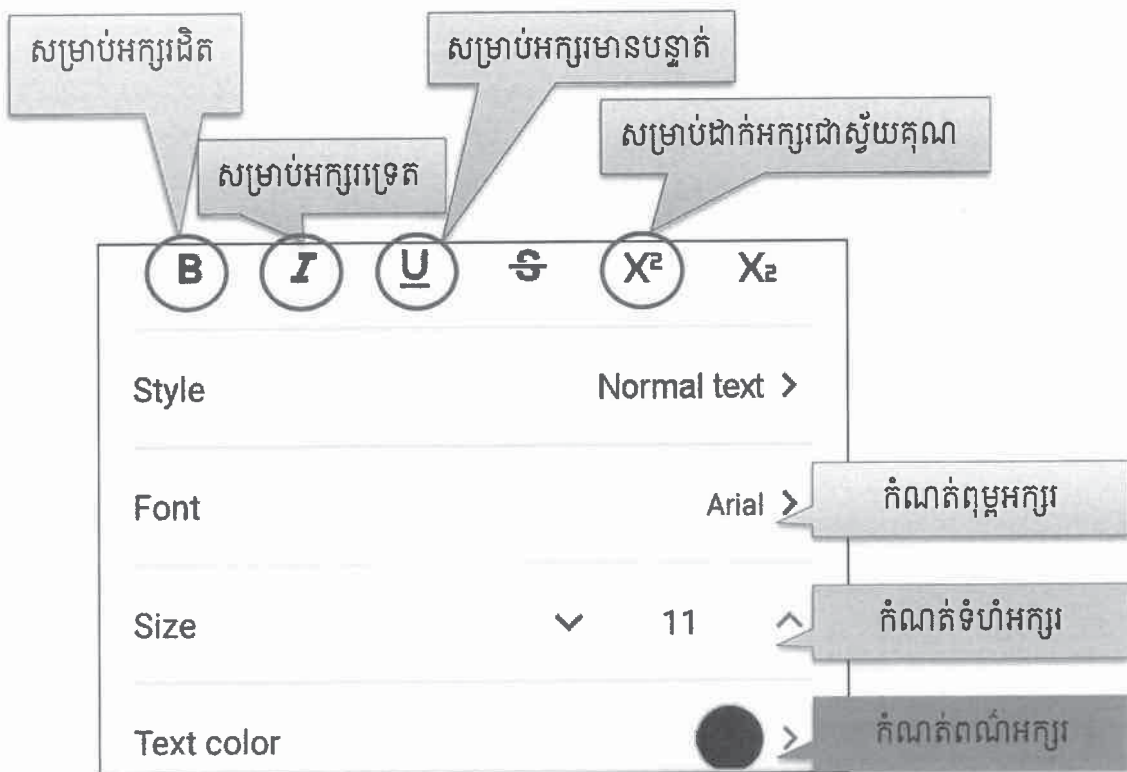 សម្រាប់អក្សរដិត
សម្រាប់អក្សរមានបន្ទាត់
សម្រាប់ដាក់អក្សរជាស្វ័យគុណ
សម្រាប់អក្សរទ្រេត
B I U S X² X₂
Style Normal text >
Font Arial >
កំណត់ពុម្ពអក្សរ
Size 11
កំណត់ទំហំអក្សរ
Text color >
កំណត់ពណ៌អក្សរ